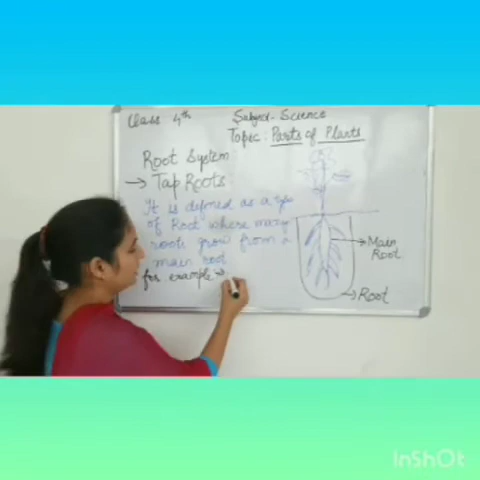 Class 4th
Subject- Science
Topic: Parts of Plants
Root System
→ Tap Roots:
It is defined as a type
of Root where many
roots grow from a
main root
for example →
Main
Root
Root
InShOt